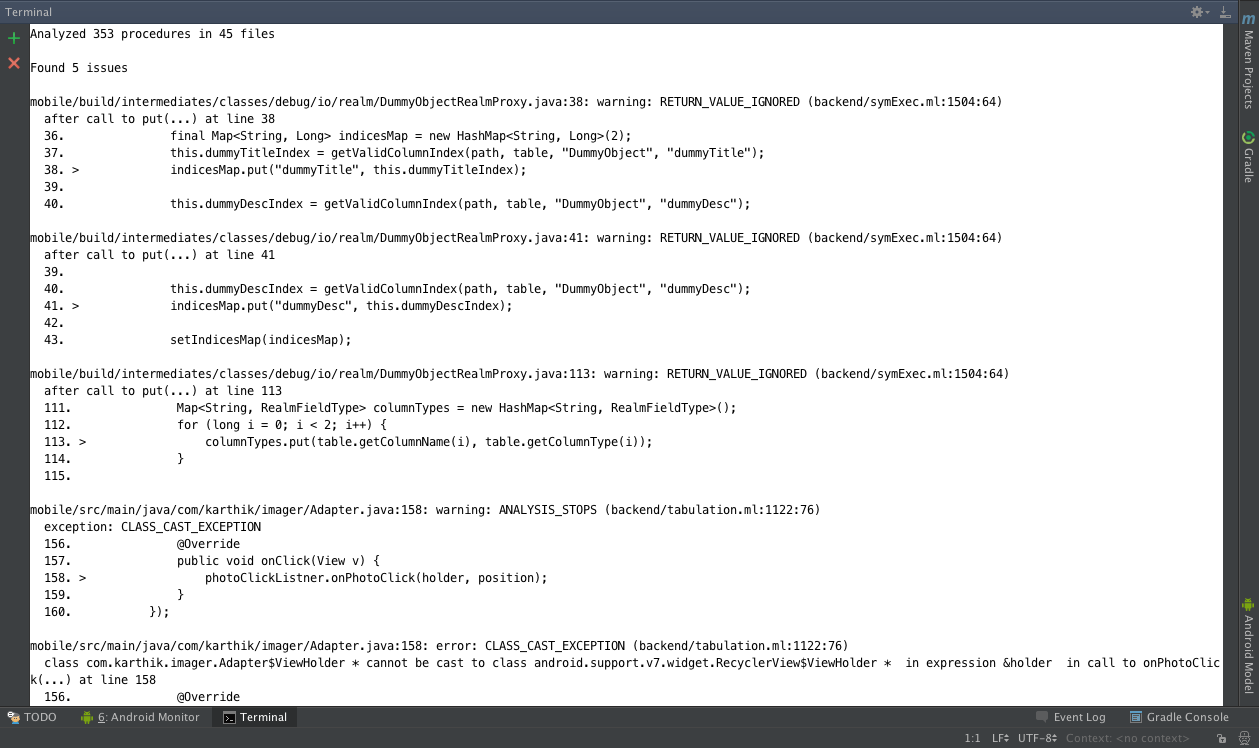 Terminal
Analyzed 353 procedures in 45 files
Found 5 issues
mobile/build/intermediates/classes/debug/io/realm/DummyObjectRealmProxy.java:38: warning: RETURN_VALUE_IGNORED (backend/symExec.ml:1504:64)
  after call to put(...) at line 38
  36.               final Map<String, Long> indicesMap = new HashMap<String, Long>(2);
  37.               this.dummyTitleIndex = getValidColumnIndex(path, table, "DummyObject", "dummyTitle");
  38. >             indicesMap.put("dummyTitle", this.dummyTitleIndex);
  39.
  40.               this.dummyDescIndex = getValidColumnIndex(path, table, "DummyObject", "dummyDesc");
mobile/build/intermediates/classes/debug/io/realm/DummyObjectRealmProxy.java:41: warning: RETURN_VALUE_IGNORED (backend/symExec.ml:1504:64)
  after call to put(...) at line 41
  39.
  40.               this.dummyDescIndex = getValidColumnIndex(path, table, "DummyObject", "dummyDesc");
  41. >             indicesMap.put("dummyDesc", this.dummyDescIndex);
  42.
  43.               setIndicesMap(indicesMap);
mobile/build/intermediates/classes/debug/io/realm/DummyObjectRealmProxy.java:113: warning: RETURN_VALUE_IGNORED (backend/symExec.ml:1504:64)
  after call to put(...) at line 113
  111.               Map<String, RealmFieldType> columnTypes = new HashMap<String, RealmFieldType>();
  112.               for (long i = 0; i < 2; i++) {
  113. >                 columnTypes.put(table.getColumnName(i), table.getColumnType(i));
  114.               }
  115.
mobile/src/main/java/com/karthik/imager/Adapter.java:158: warning: ANALYSIS_STOPS (backend/tabulation.ml:1122:76)
  exception: CLASS_CAST_EXCEPTION
  156.               @Override
  157.               public void onClick(View v) {
  158. >                 photoClickListner.onPhotoClick(holder, position);
  159.               }
  160.           });
mobile/src/main/java/com/karthik/imager/Adapter.java:158: error: CLASS_CAST_EXCEPTION (backend/tabulation.ml:1122:76)
  class com.karthik.imager.Adapter$ViewHolder * cannot be cast to class android.support.v7.widget.RecyclerView$ViewHolder *  in expression &holder  in call to onPhotoClic
k(...) at line 158
  156.               @Override
m
Maven Projects
Gradle
Android Model
TODO
6: Android Monitor
Terminal
Event Log
Gradle Console
1:1
LF
UTF-8
Context: <no context>